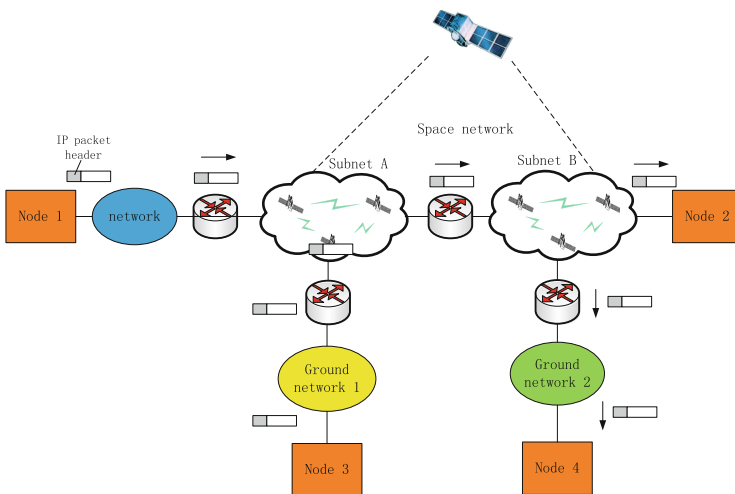 Space network
IP packet
header
Subnet A
Subnet B
Node 1
network
Node 2
Ground
network 1
Ground
network 2
Node 3
Node 4